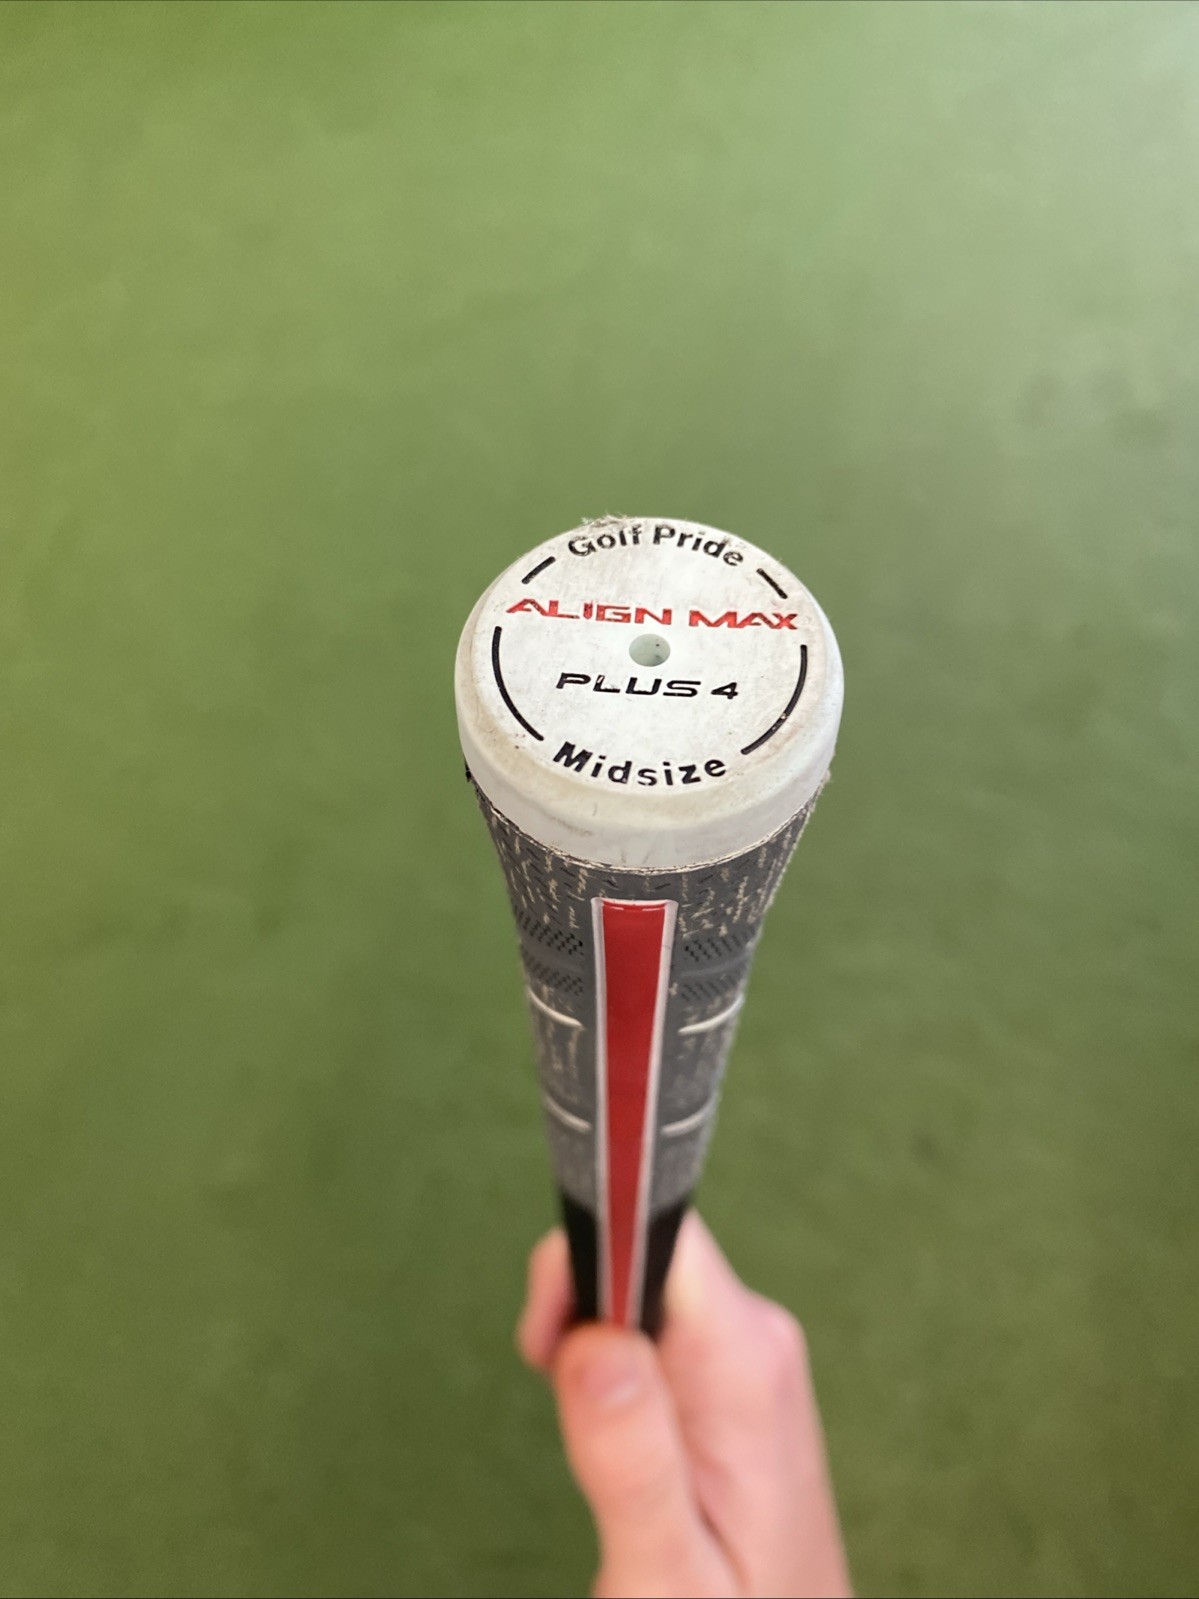 Golf Pride
ALIGN MAX
PLUS 4
Midsize